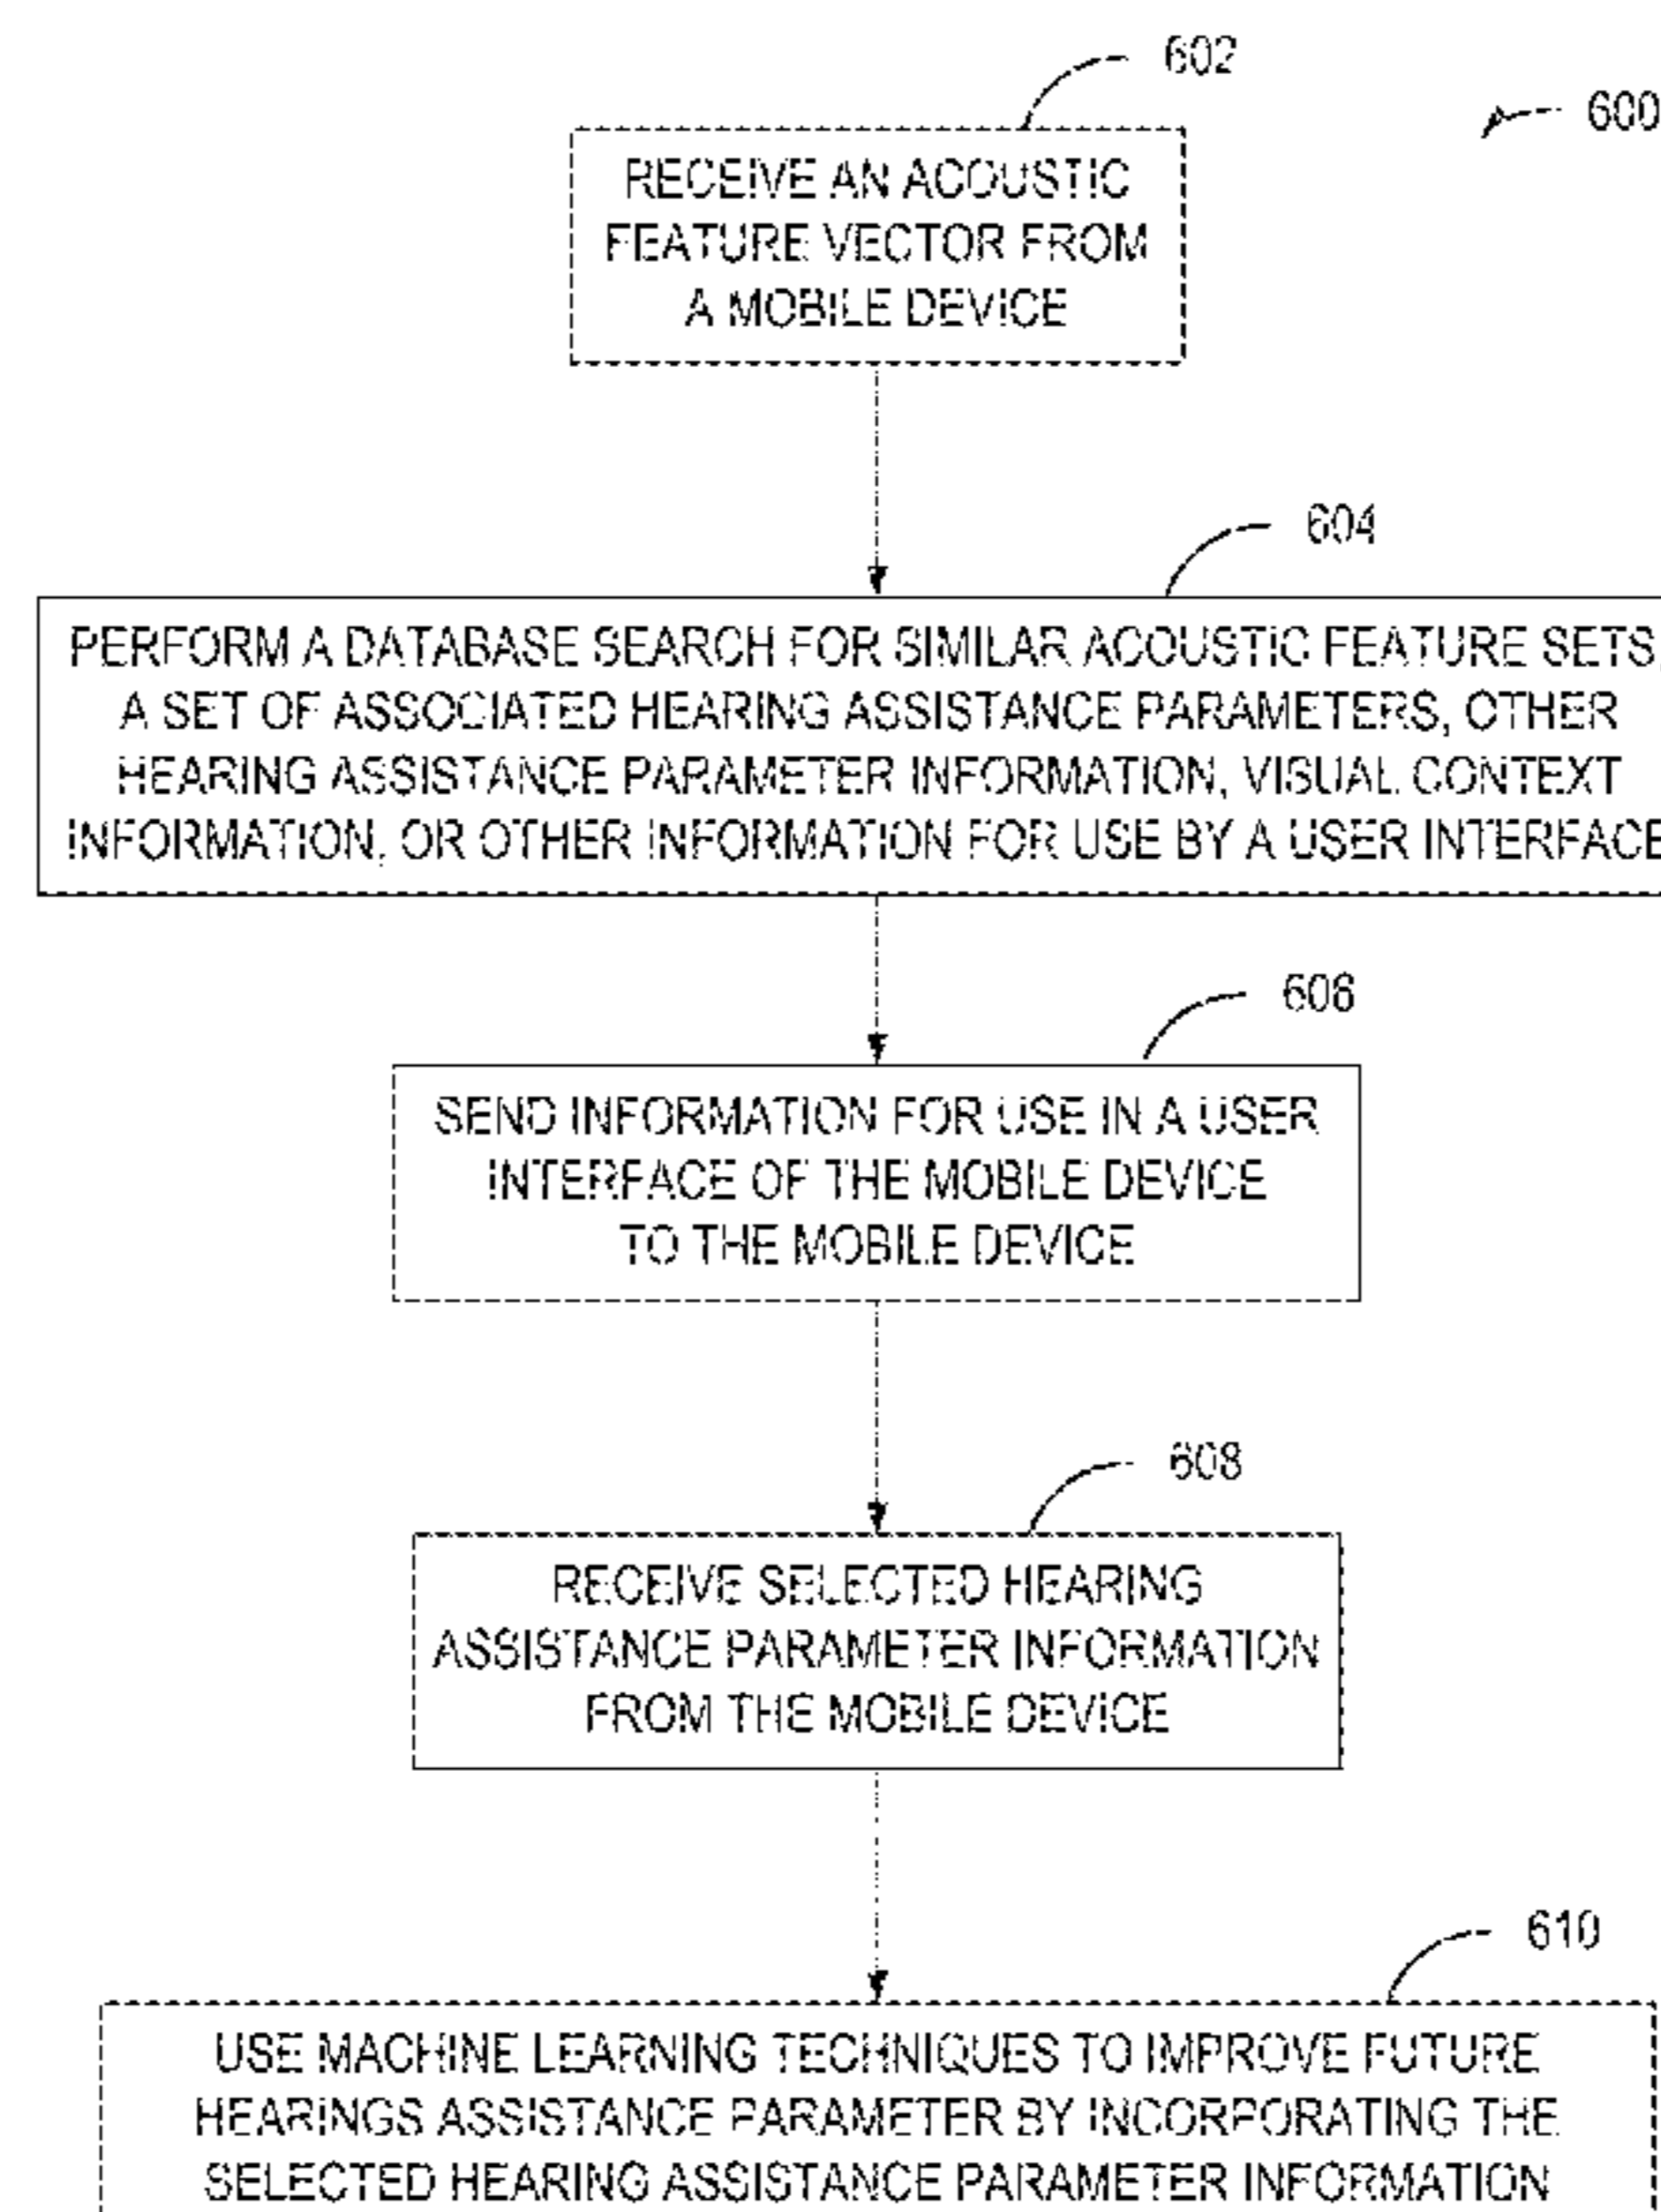 602
600
RECEIVE AN ACOUSTIC
FEATURE VECTOR FROM
A MOBILE DEVICE
604
PERFORM A DATABASE SEARCH FOR SIMILAR ACOUSTIC FEATURE SETS,
A SET OF ASSOCIATED HEARING ASSISTANCE PARAMETERS, OTHER
HEARING ASSISTANCE PARAMETER INFORMATION, VISUAL CONTEXT
INFORMATION, OR OTHER INFORMATION FOR USE BY A USER INTERFACE
606
SEND INFORMATION FOR USE IN A USER
INTERFACE OF THE MOBILE DEVICE
TO THE MOBILE DEVICE
608
RECEIVE SELECTED HEARING
ASSISTANCE PARAMETER INFORMATION
FROM THE MOBILE DEVICE
610
USE MACHINE LEARNING TECHNIQUES TO IMPROVE FUTURE
HEARINGS ASSISTANCE PARAMETER BY INCORPORATING THE
SELECTED HEARING ASSISTANCE PARAMETER INFORMATION